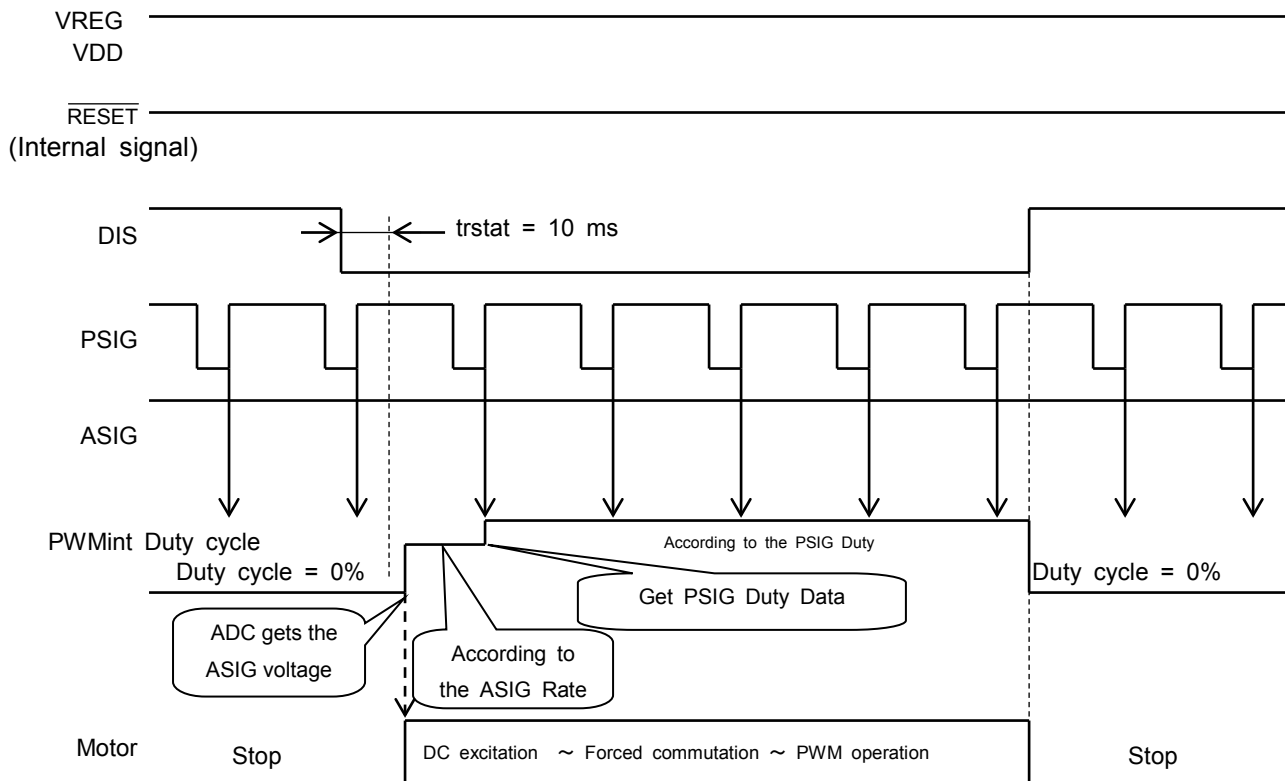 VREG
VDD
RESET
(Internal signal)
DIS
trstat = 10 ms
PSIG
ASIG
PWMint Duty cycle
According to the PSIG Duty
Duty cycle = 0%
Duty cycle = 0%
Get PSIG Duty Data
ADC gets the
ASIG voltage
According to
the ASIG Rate
Motor
Stop
DC excitation ～ Forced commutation ～ PWM operation
Stop